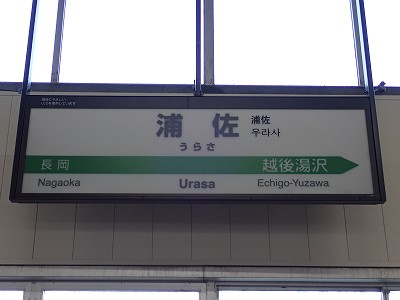 浦佐
うらさ
浦佐
우라사
長岡
越後湯沢
Nagaoka
Urasa
Echigo-Yuzawa